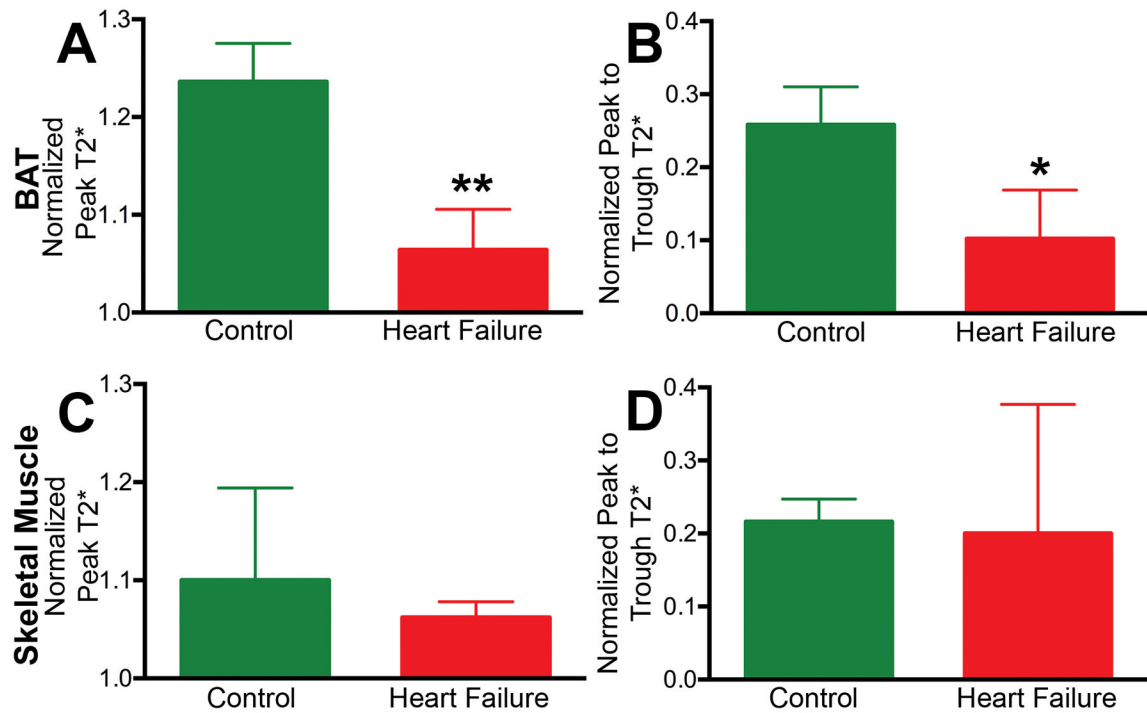 A
BAT
Normalized
Peak T2*
1.3
1.2
1.1
1.0
**
Control
Heart Failure
B
Normalized Peak to
Trough T2*
0.4
0.3
0.2
0.1
0.0
*
Control
Heart Failure
C
Skeletal Muscle
Normalized
Peak T2*
1.3
1.2
1.1
1.0
Control
Heart Failure
D
Normalized Peak to
Trough T2*
0.4
0.3
0.2
0.1
0.0
Control
Heart Failure